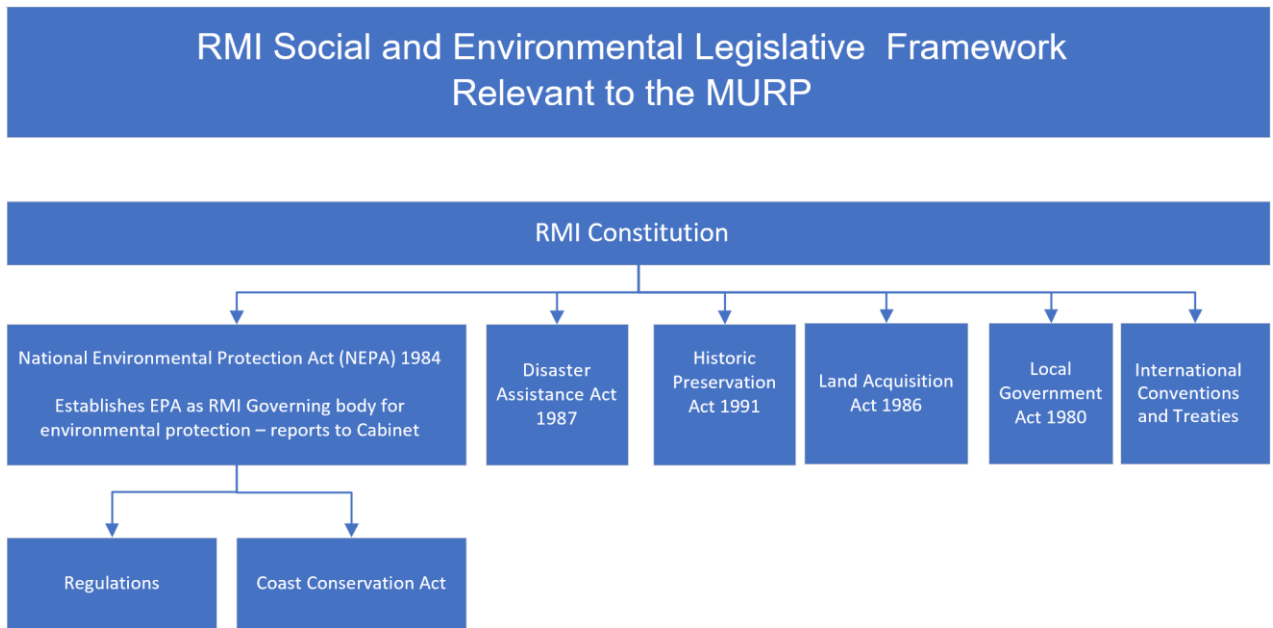 RMI Social and Environmental Legislative Framework
Relevant to the MURP
RMI Constitution
National Environmental Protection Act (NEPA) 1984
Establishes EPA as RMI Governing body for
environmental protection – reports to Cabinet
Disaster
Assistance Act
1987
Historic
Preservation
Act 1991
Land Acquisition
Act 1986
Local
Government
Act 1980
International
Conventions
and Treaties
Regulations
Coast Conservation Act